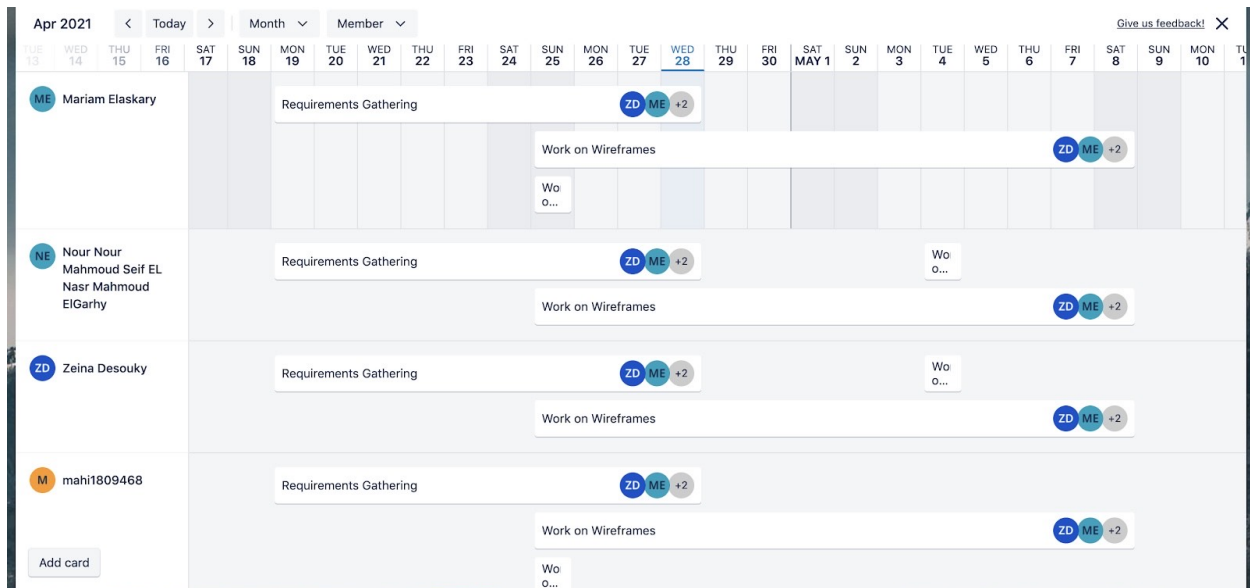 Apr 2021 < Today > Month Member Give us feedback!
TUE WED THU FRI SAT SUN MON TUE WED THU FRI SAT SUN MON TUE WED THU FRI SAT SUN MON TUE WED THU FRI SAT SUN MON TU
13 14 15 16 17 18 19 20 21 22 23 24 25 26 27 28 29 30 MAY 1 2 3 4 5 6 7 8 9 10 1
ME Mariam Elaskary
Requirements Gathering ZD ME +2
Work on Wireframes ZD ME +2
Wo
o...
NE Nour Nour
Mahmoud Seif EL
Nasr Mahmoud
ElGarhy
Requirements Gathering ZD ME +2
Wo
o...
Work on Wireframes ZD ME +2
ZD Zeina Desouky
Requirements Gathering ZD ME +2
Wo
o...
Work on Wireframes ZD ME +2
M mahi1809468
Requirements Gathering ZD ME +2
Work on Wireframes ZD ME +2
Wo
o...
Add card